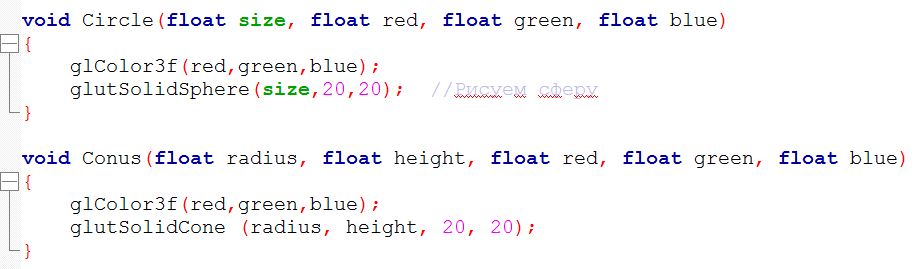 void Circle(float size, float red, float green, float blue)
{
    glColor3f(red,green,blue);
    glutSolidSphere(size,20,20);  //Рисуем сферу
}

void Conus(float radius, float height, float red, float green, float blue)
{
    glColor3f(red,green,blue);
    glutSolidCone (radius, height, 20, 20);
}